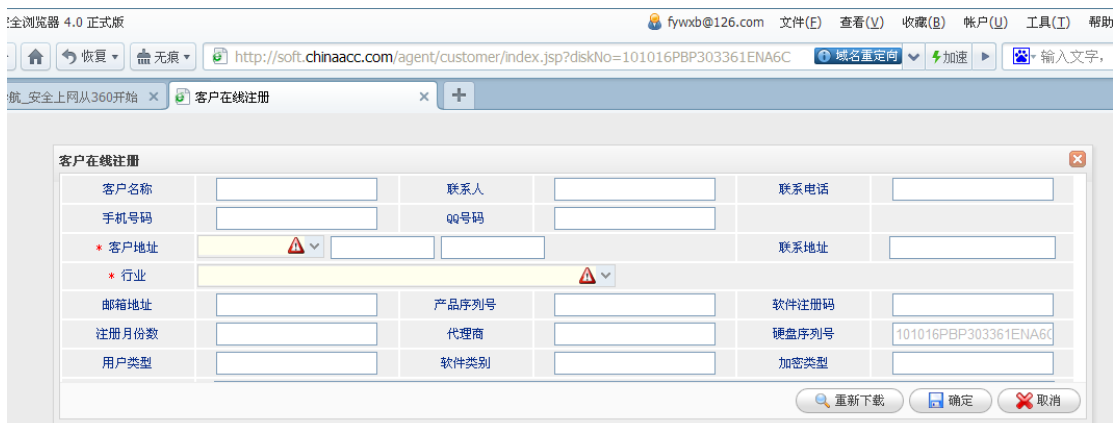 全浏览器 4.0 正式版 fywxb@126.com 文件(F) 查看(V) 收藏(B) 帐户(U) 工具(T) 帮助
恢复 无痕 http://soft.chinaacc.com/agent/customer/index.jsp?diskNo=101016PBP303361ENA6C 域名重定向 加速 输入文字，
航_安全上网从360开始 客户在线注册
客户在线注册
客户名称 联系人 联系电话
手机号码 QQ号码
* 客户地址 联系地址
* 行业
邮箱地址 产品序列号 软件注册码
注册月份数 代理商 硬盘序列号 101016PBP303361ENA6C
用户类型 软件类别 加密类型
重新下载 确定 取消